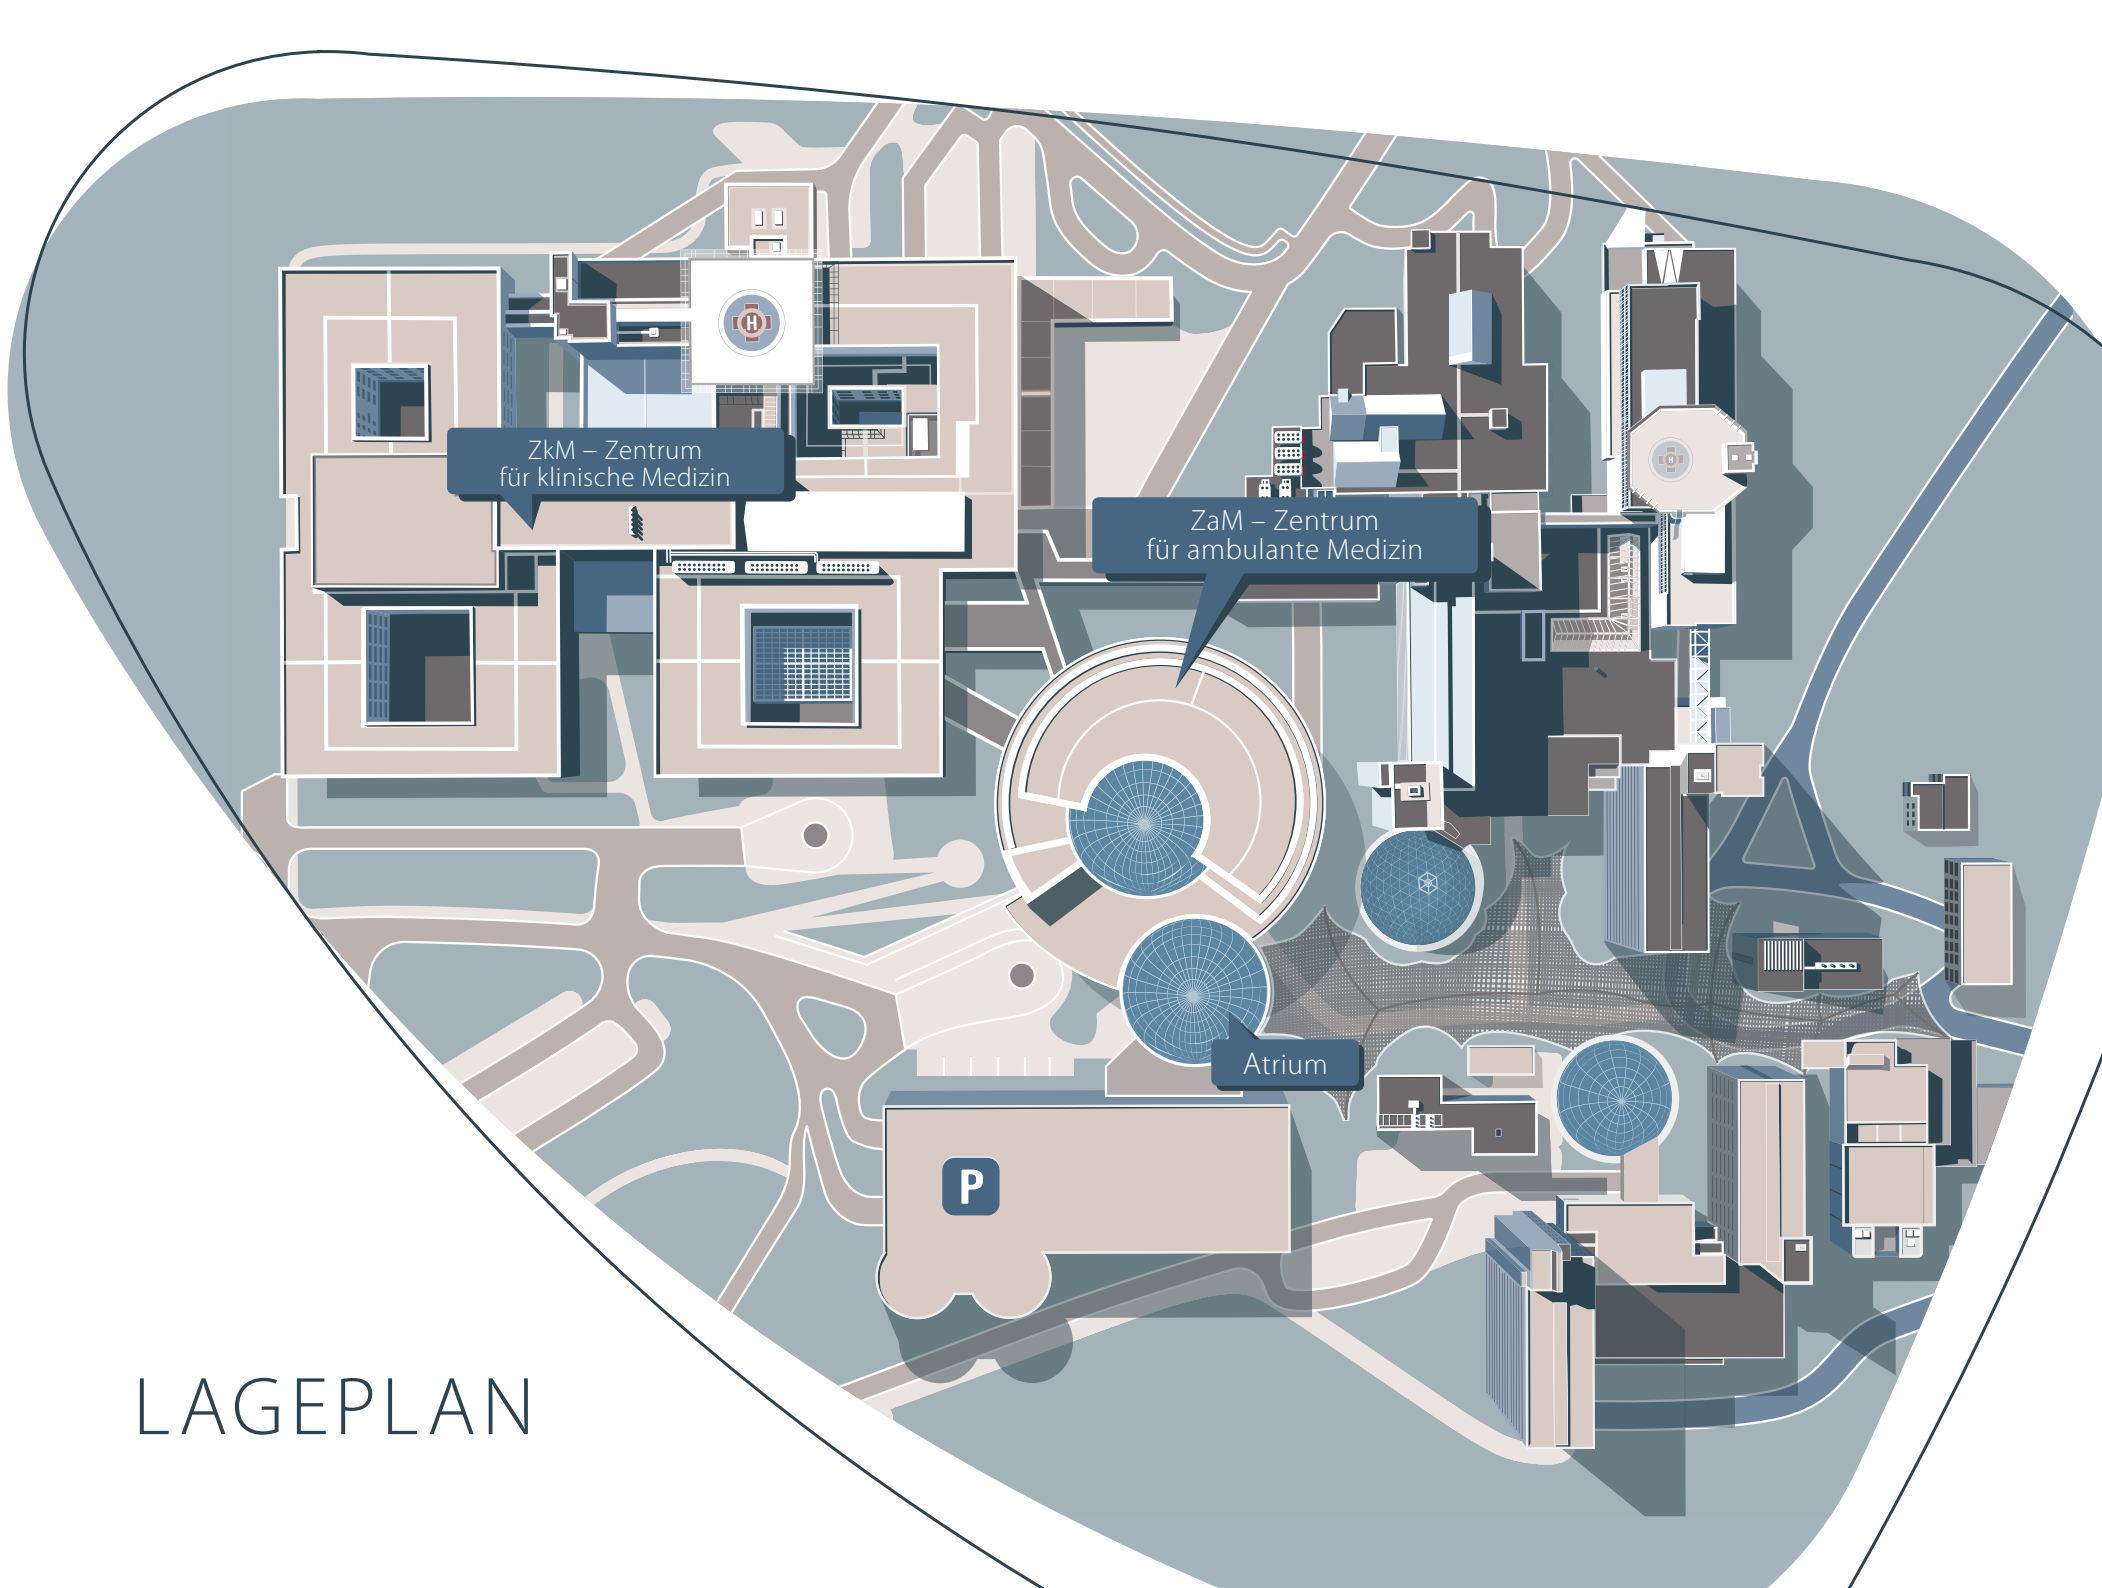 H
ZkM – Zentrum
für klinische Medizin
H
ZaM – Zentrum
für ambulante Medizin
Atrium
P
LAGEPLAN